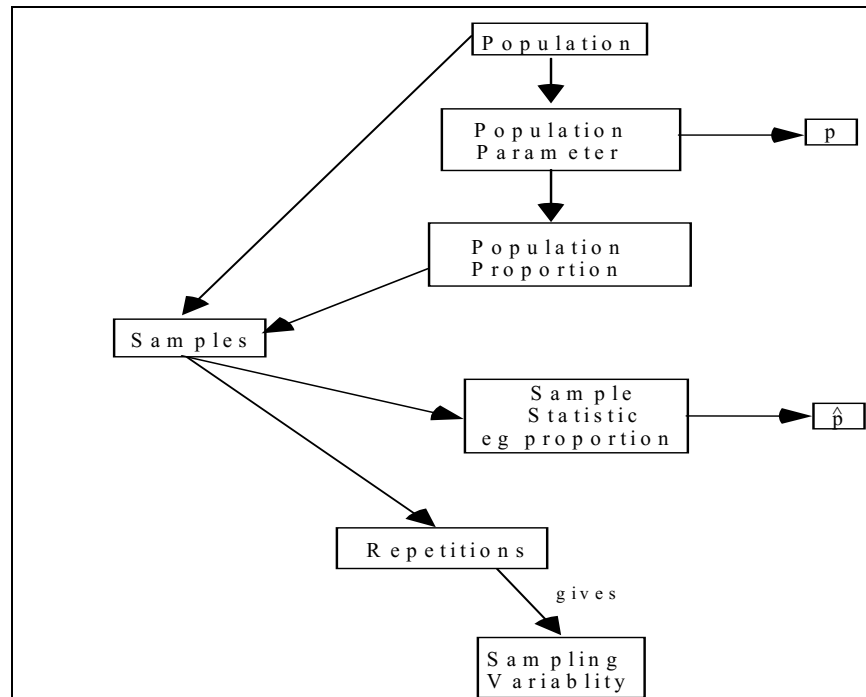 Population
Population
Parameter
p
Population
Proportion
Samples
Sample
Statistic
eg proportion
p̂
Repetitions
gives
Sampling
Variablity